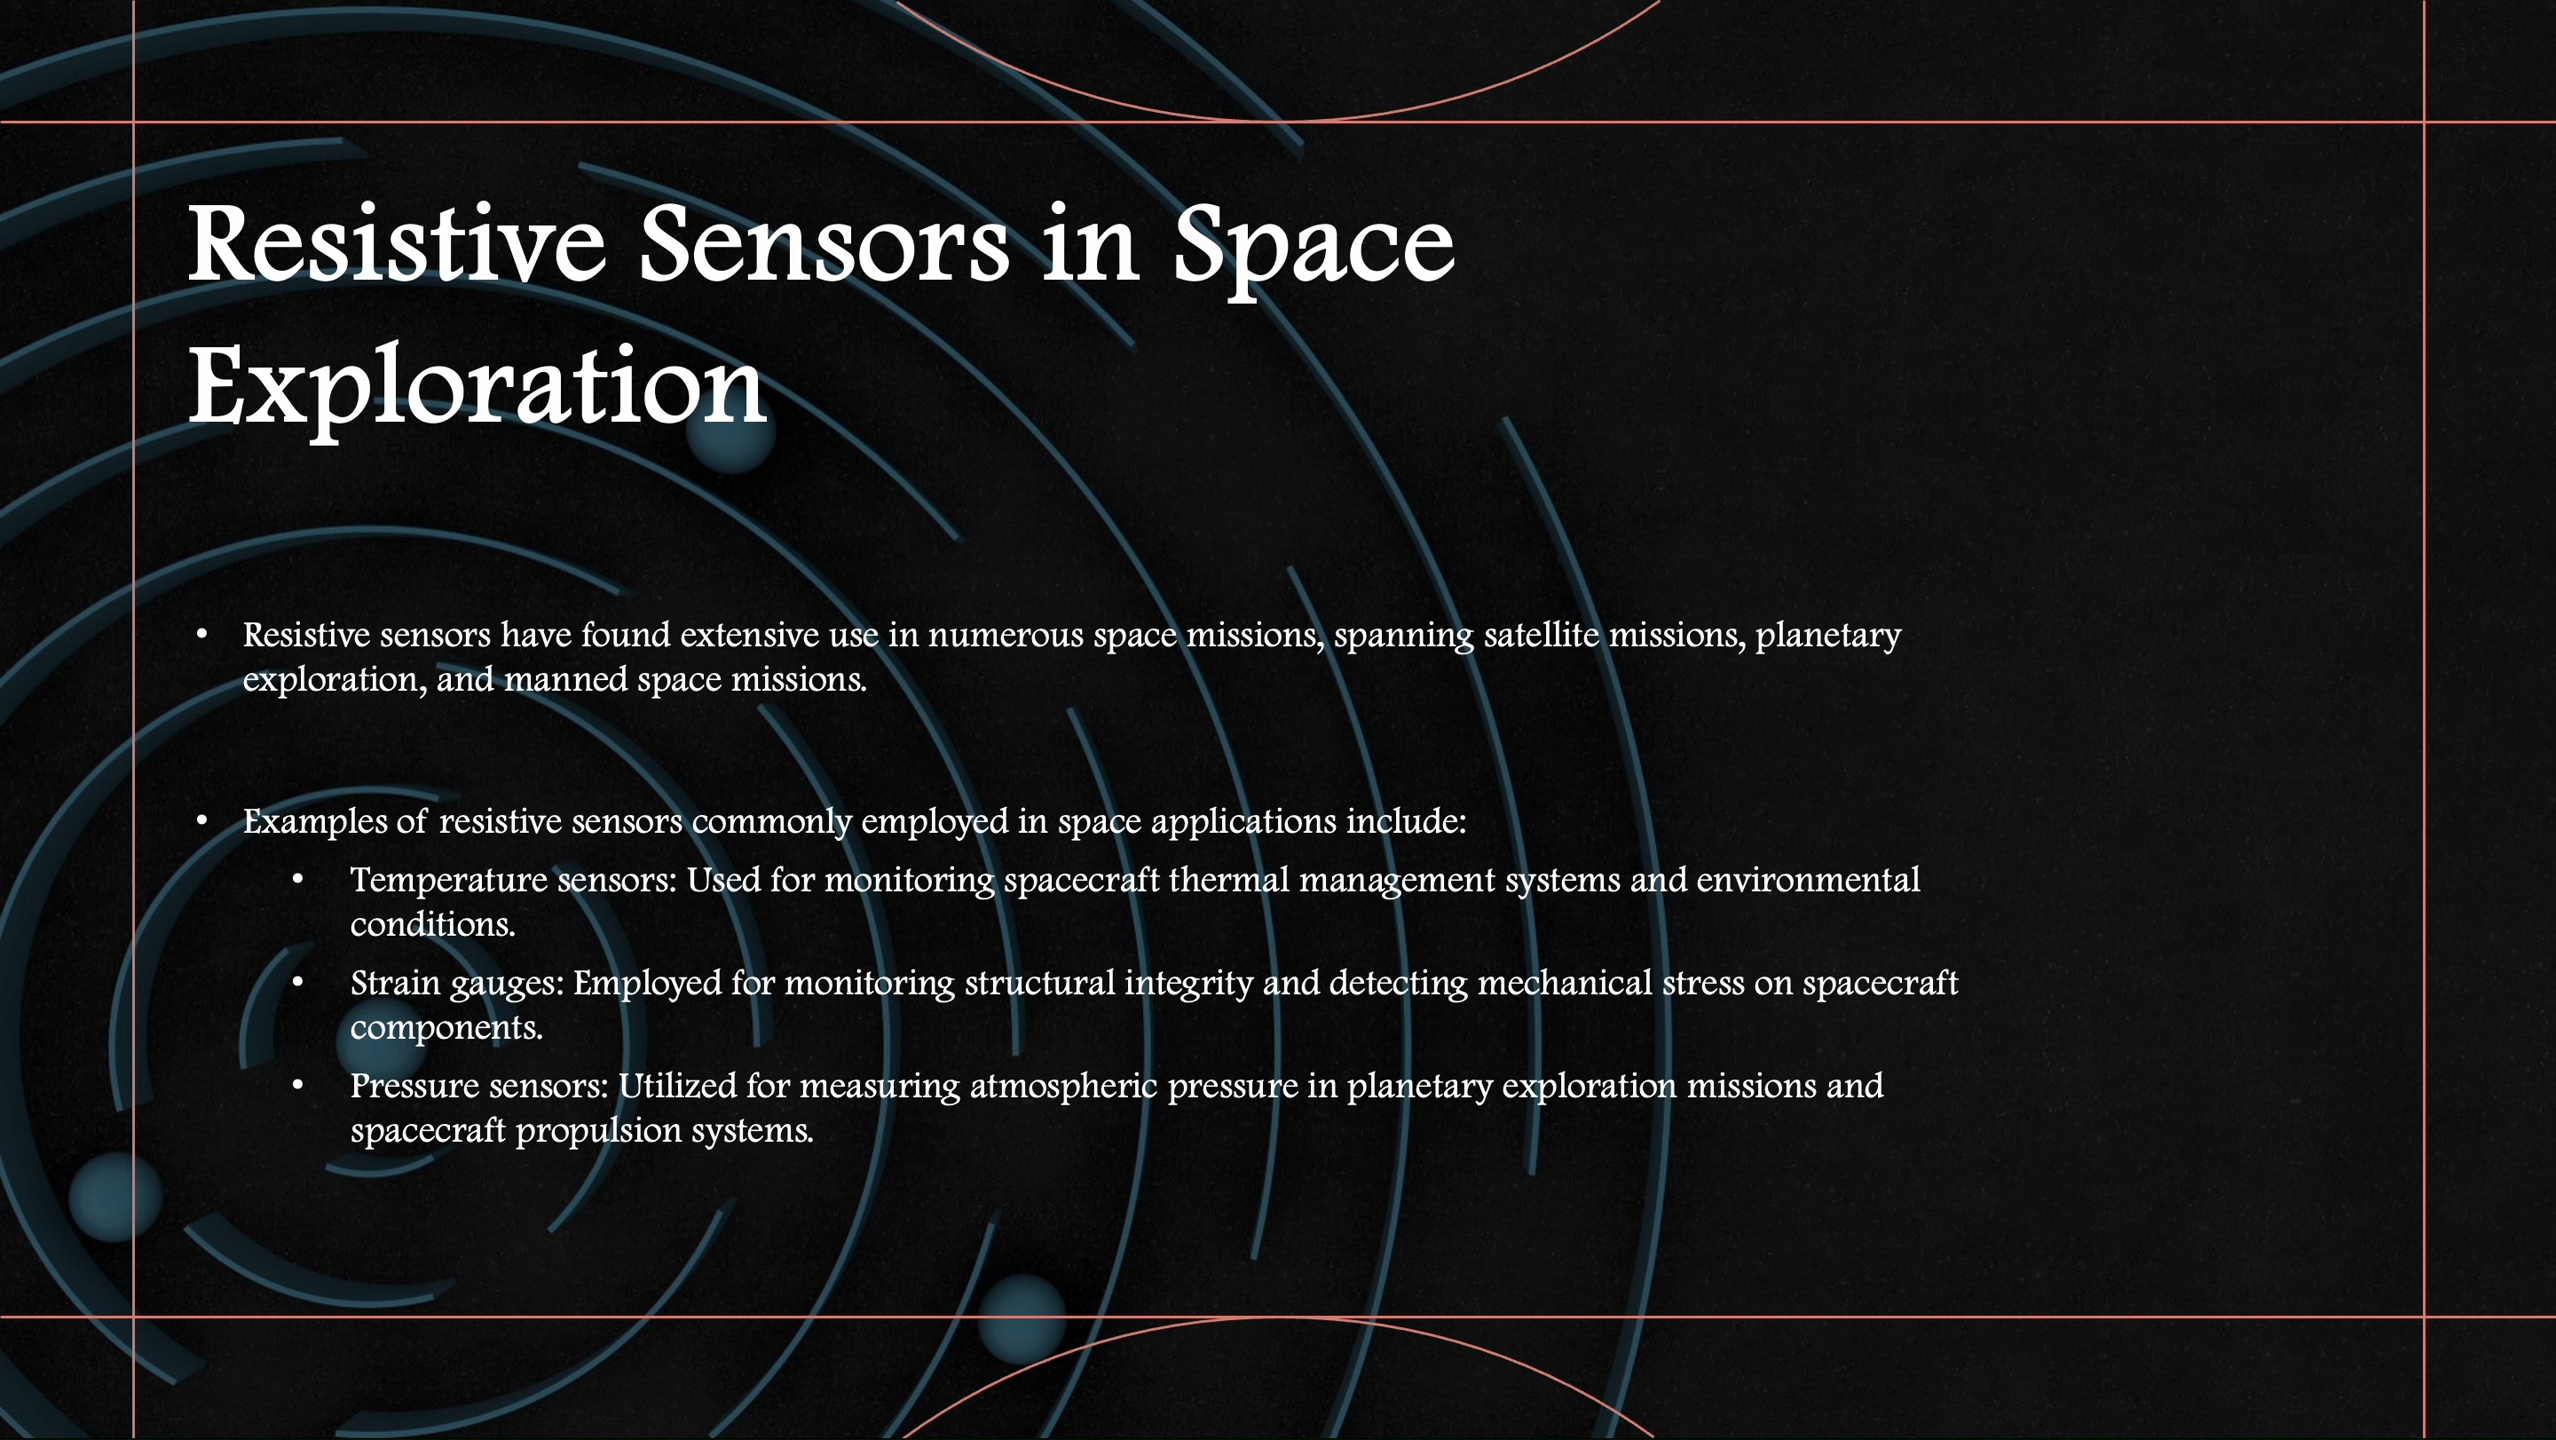 Resistive Sensors in Space
Exploration
• Resistive sensors have found extensive use in numerous space missions, spanning satellite missions, planetary
exploration, and manned space missions.
• Examples of resistive sensors commonly employed in space applications include:
• Temperature sensors: Used for monitoring spacecraft thermal management systems and environmental
conditions.
• Strain gauges: Employed for monitoring structural integrity and detecting mechanical stress on spacecraft
components.
• Pressure sensors: Utilized for measuring atmospheric pressure in planetary exploration missions and
spacecraft propulsion systems.